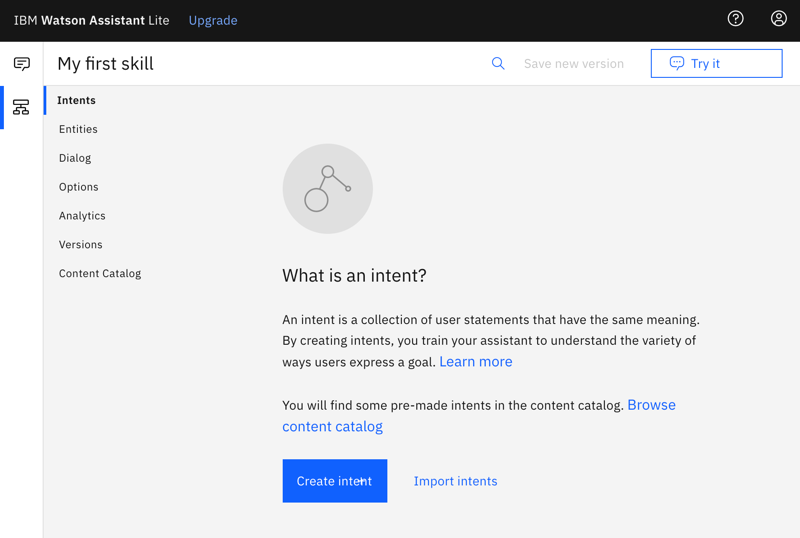 IBM Watson Assistant Lite Upgrade
My first skill Save new version Try it
Intents
Entities
Dialog
Options
Analytics
Versions
Content Catalog
What is an intent?
An intent is a collection of user statements that have the same meaning.
By creating intents, you train your assistant to understand the variety of
ways users express a goal. Learn more
You will find some pre-made intents in the content catalog. Browse
content catalog
Create intent Import intents